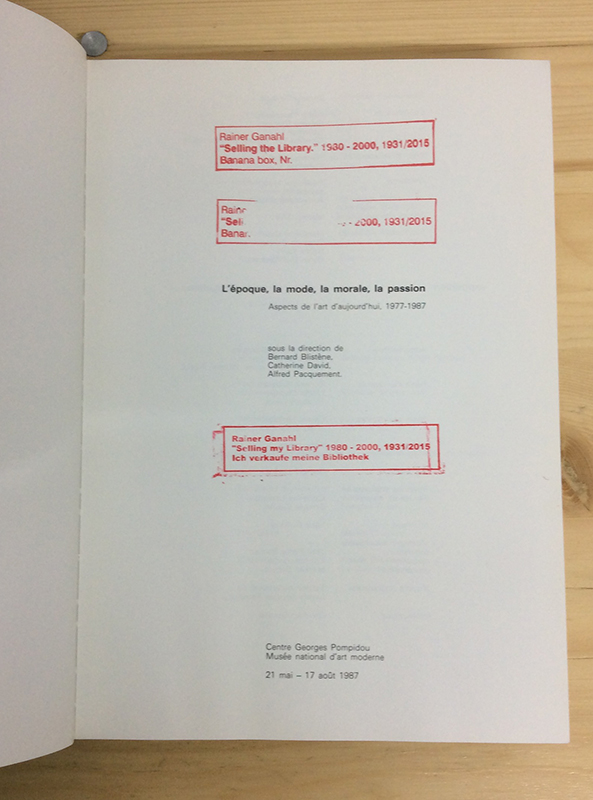 Rainer Ganahl
"Selling the Library." 1980 - 2000, 1931/2015
Banana box, Nr.
2000, 1931/2015
L'époque, la mode, la morale, la passion
Aspects de l'art d'aujourd'hui, 1977-1987
sous la direction de
Bernard Blistène,
Catherine David,
Alfred Pacquement.
Rainer Ganahl
"Selling my Library" 1980 - 2000, 1931/2015
Ich verkaufe meine Bibliothek
Centre Georges Pompidou
Musée national d'art moderne
21 mai – 17 août 1987